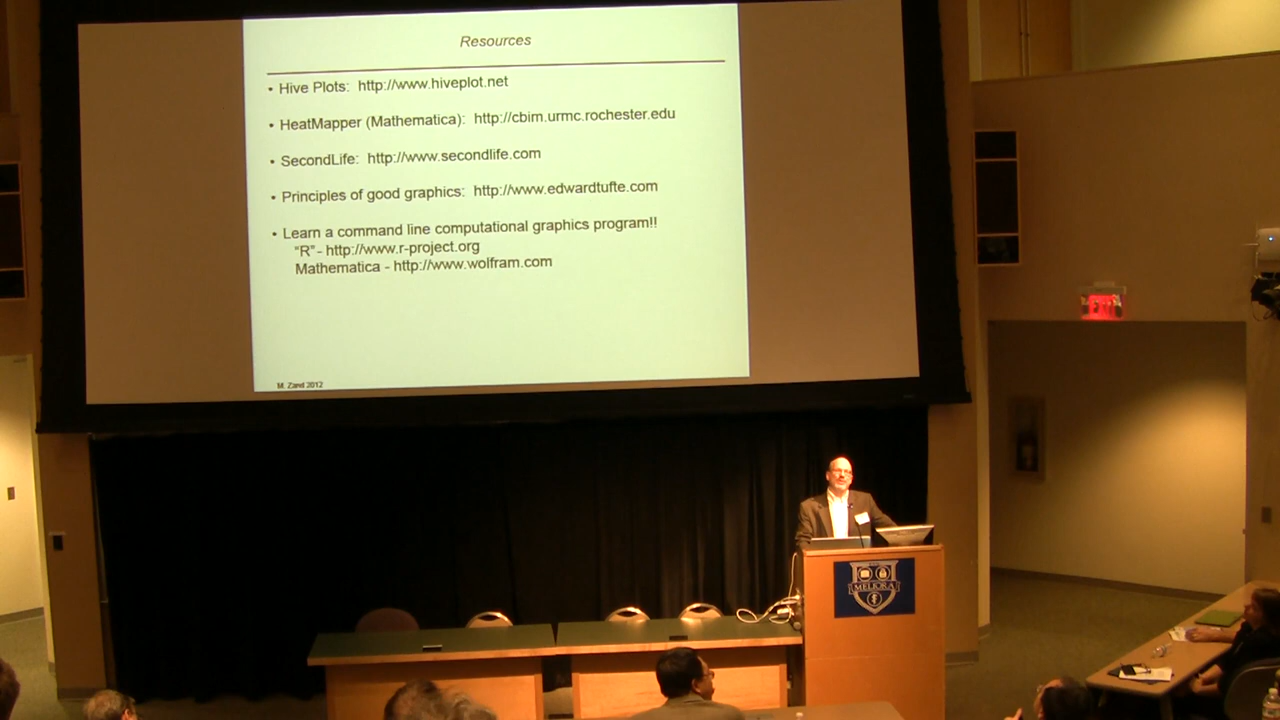 Resources
• Hive Plots: http://www.hiveplot.net
• HeatMapper (Mathematica): http://cbim.urmc.rochester.edu
• SecondLife: http://www.secondlife.com
• Principles of good graphics: http://www.edwardtufte.com
• Learn a command line computational graphics program!!
"R" - http://www.r-project.org
Mathematica - http://www.wolfram.com
M. Zand 2012
EXIT
MELIORA